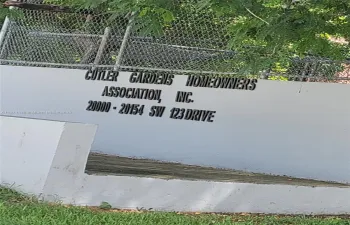 CUTLER GARDENS HOMEOWNERS
ASSOCIATION, INC.
20000 - 20154 SW 123 DRIVE